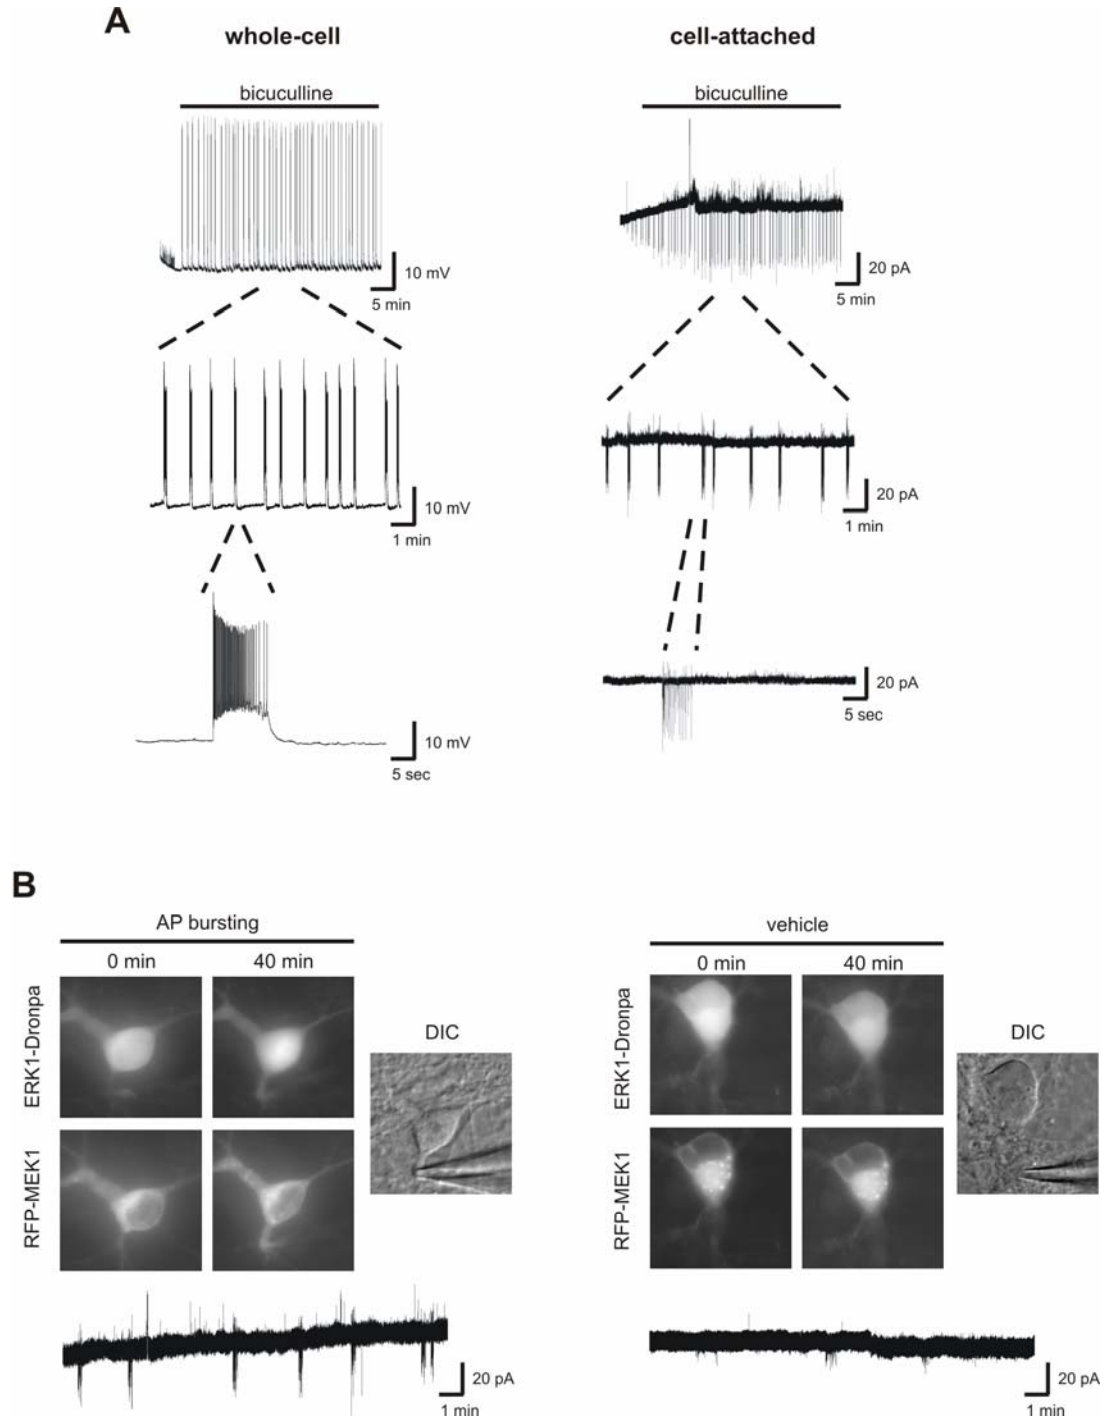 A
whole-cell
cell-attached
bicuculline
bicuculline
10 mV
5 min
20 pA
5 min
10 mV
1 min
20 pA
1 min
10 mV
5 sec
20 pA
5 sec
B
AP bursting
vehicle
0 min
40 min
0 min
40 min
ERK1-Dronpa
DIC
ERK1-Dronpa
DIC
RFP-MEK1
RFP-MEK1
20 pA
1 min
20 pA
1 min